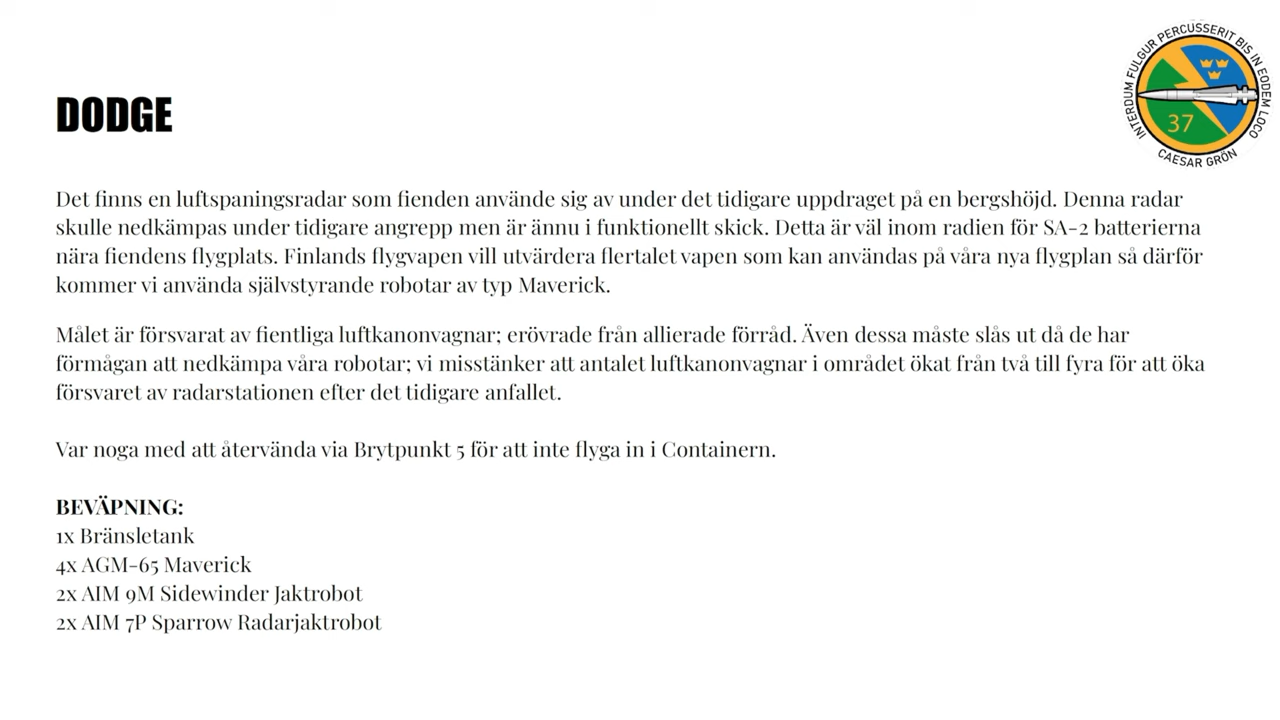 INTERDUM FULGUR PERCUSSERIT BIS IN EODEM LOCO
37
CAESAR GRÖN
DODGE
Det finns en luftspaningsradar som fienden använde sig av under det tidigare uppdraget på en bergshöjd. Denna radar
skulle nedkämpas under tidigare angrepp men är ännu i funktionellt skick. Detta är väl inom radien för SA-2 batterierna
nära fiendens flygplats. Finlands flygvapen vill utvärdera flertalet vapen som kan användas på våra nya flygplan så därför
kommer vi använda självstyrande robotar av typ Maverick.
Målet är försvarat av fientliga luftkanonvagnar; erövrade från allierade förråd. Även dessa måste slås ut då de har
förmågan att nedkämpa våra robotar; vi misstänker att antalet luftkanonvagnar i området ökat från två till fyra för att öka
försvaret av radarstationen efter det tidigare anfallet.
Var noga med att återvända via Brytpunkt 5 för att inte flyga in i Containern.
BEVÄPNING:
1x Bränsletank
4x AGM-65 Maverick
2x AIM 9M Sidewinder Jaktrobot
2x AIM 7P Sparrow Radarjaktrobot